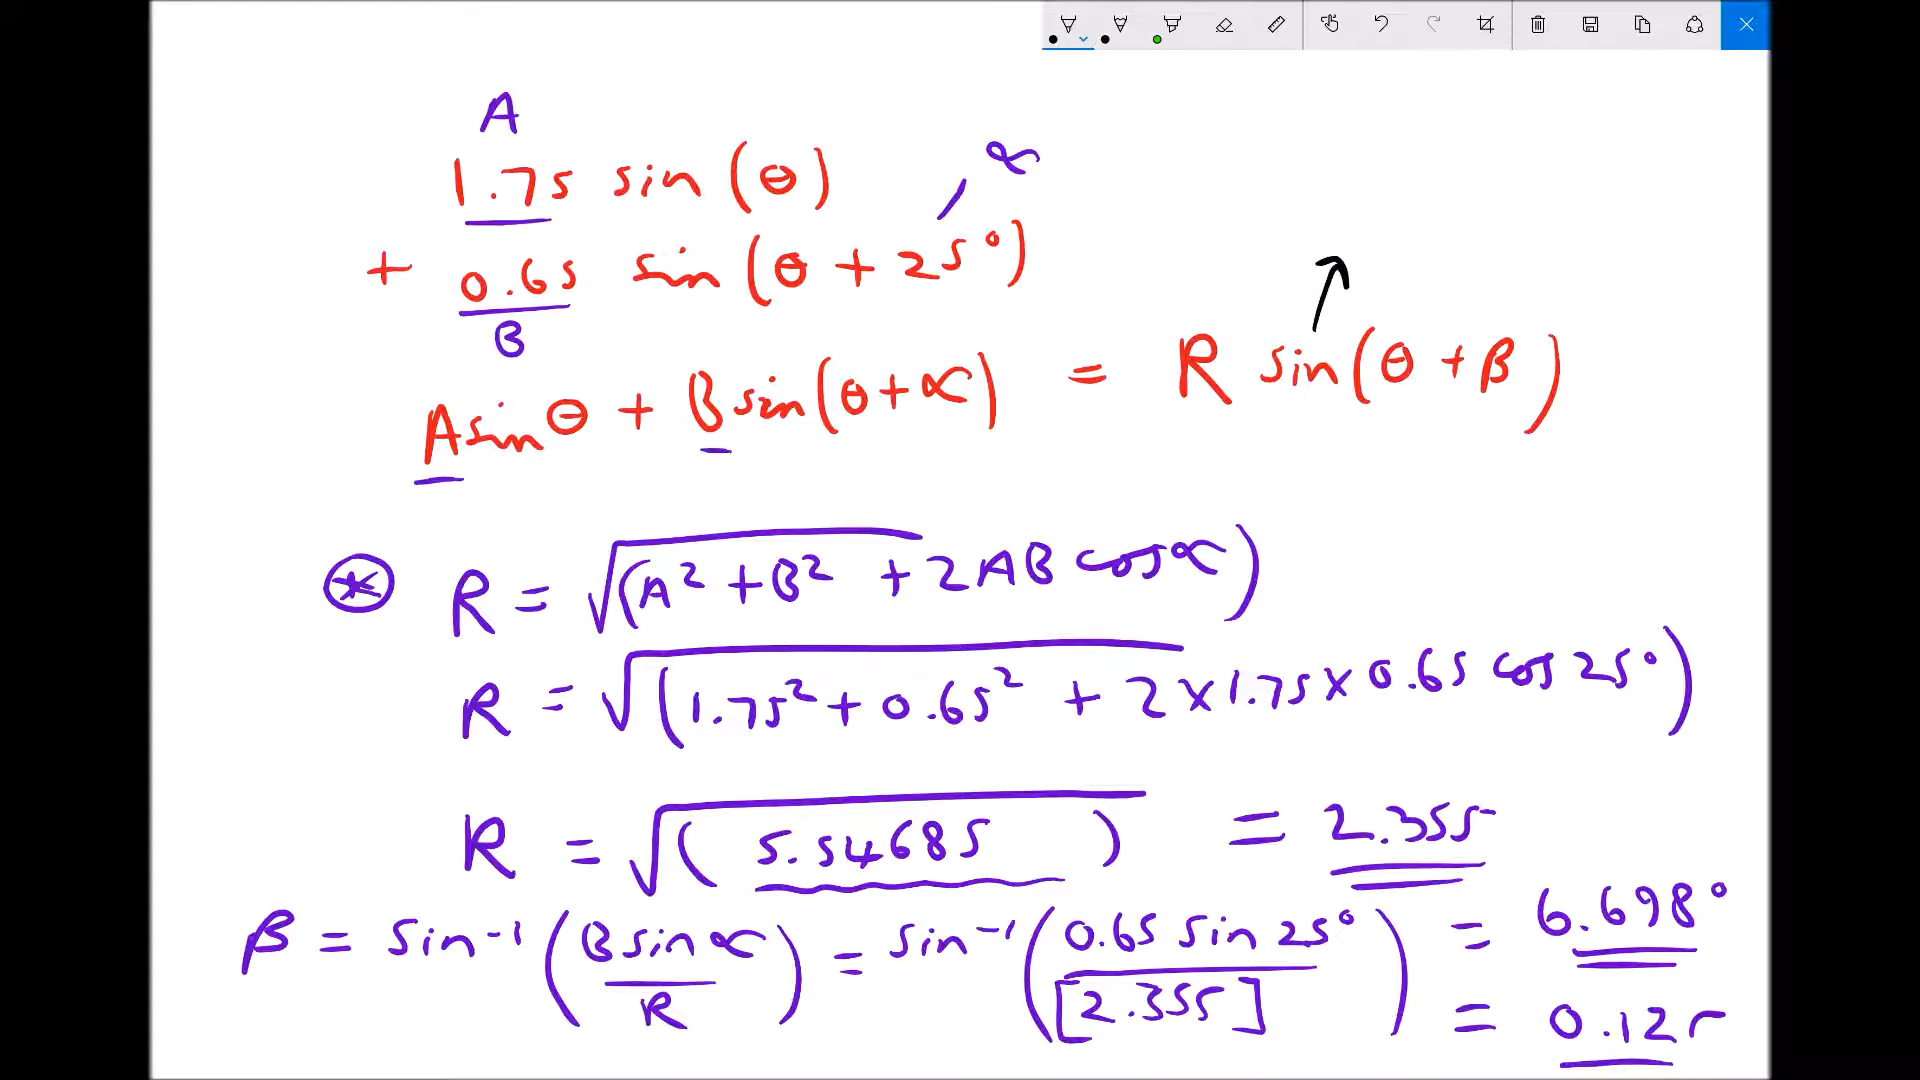 A
1.75 sin (θ)
α
+ 0.65 sin (θ + 25°)
B
A sin θ + B sin (θ + α) = R sin (θ + β)
* R = √(A² + B² + 2AB cos α)
R = √(1.75² + 0.65² + 2 × 1.75 × 0.65 cos 25°)
R = √( 5.54685 ) = 2.355
β = sin⁻¹ (B sin α / R) = sin⁻¹ (0.65 sin 25° / [2.355]) = 6.698°
= 0.12 r